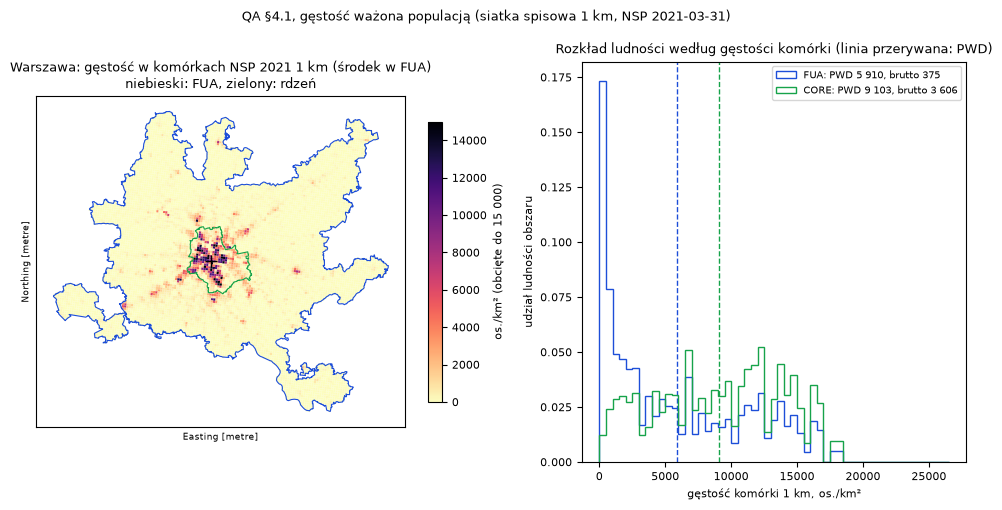 QA §4.1, gęstość ważona populacją (siatka spisowa 1 km, NSP 2021-03-31)
Warszawa: gęstość w komórkach NSP 2021 1 km (środek w FUA)
niebieski: FUA, zielony: rdzeń
Northing [metre]
Easting [metre]
14000
12000
10000
8000
6000
4000
2000
0
os./km² (obcięte do 15 000)
Rozkład ludności według gęstości komórki (linia przerywana: PWD)
FUA: PWD 5 910, brutto 375
CORE: PWD 9 103, brutto 3 606
udział ludności obszaru
0.175
0.150
0.125
0.100
0.075
0.050
0.025
0.000
0 5000 10000 15000 20000 25000
gęstość komórki 1 km, os./km²